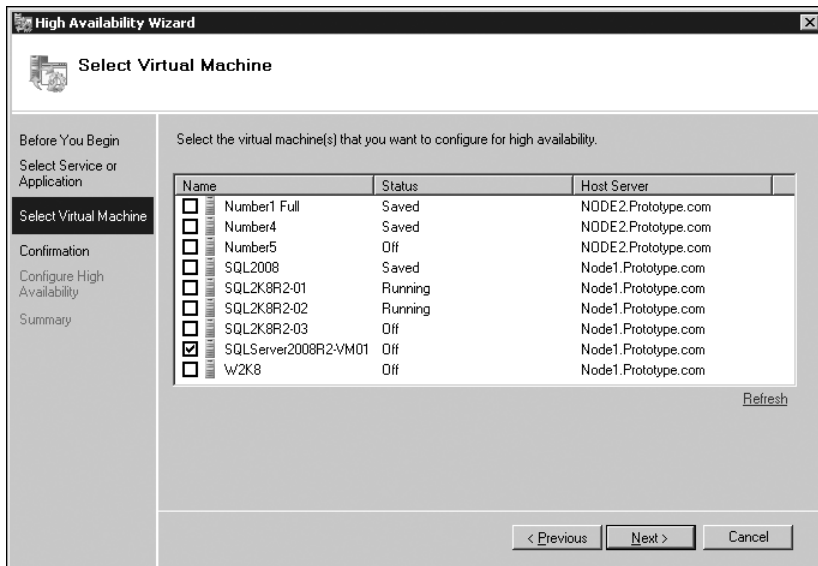 High Availability Wizard
Select Virtual Machine
Before You Begin
Select Service or
Application
Select Virtual Machine
Confirmation
Configure High
Availability
Summary
Select the virtual machine(s) that you want to configure for high availability.
Name Status Host Server
Number1 Full Saved NODE2.Prototype.com
Number4 Saved NODE2.Prototype.com
Number5 Off NODE2.Prototype.com
SQL2008 Saved Node1.Prototype.com
SQL2K8R2-01 Running Node1.Prototype.com
SQL2K8R2-02 Running Node1.Prototype.com
SQL2K8R2-03 Off Node1.Prototype.com
SQLServer2008R2-VM01 Off Node1.Prototype.com
W2K8 Off Node1.Prototype.com
Refresh
< Previous Next > Cancel